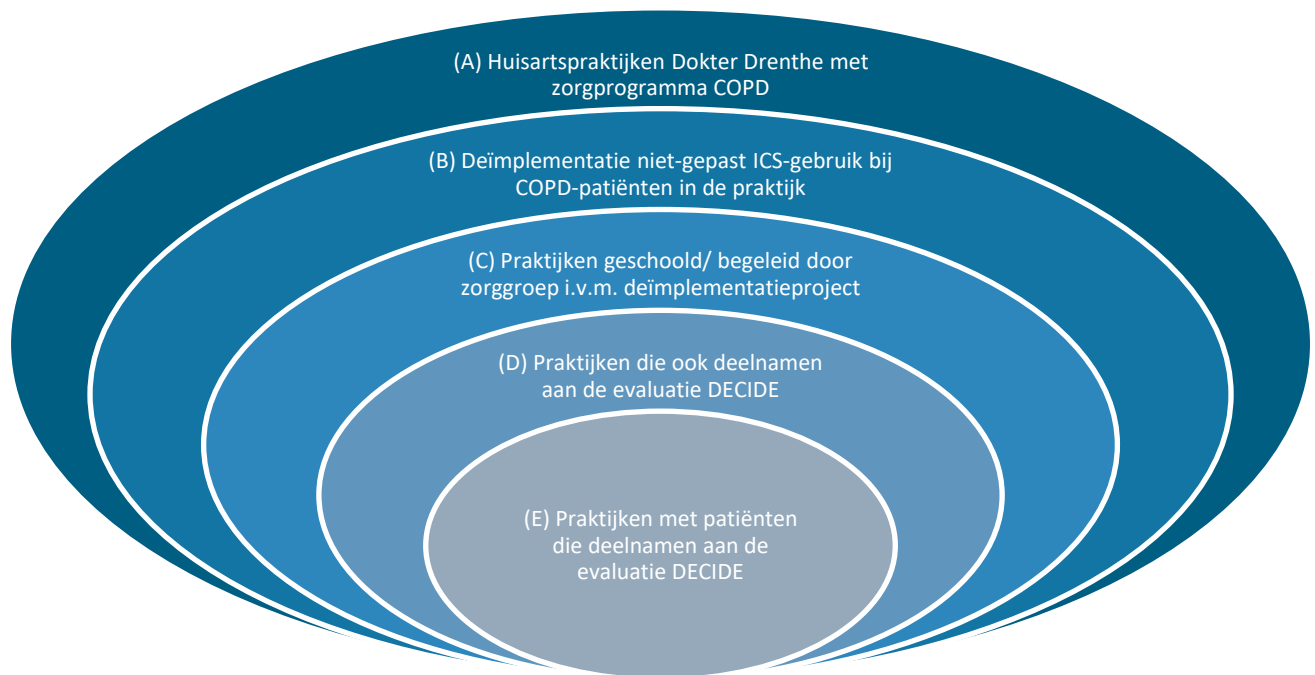 (A) Huisartspraktijken Dokter Drenthe met
zorgprogramma COPD
(B) Deïmplementatie niet-gepast ICS-gebruik bij
COPD-patiënten in de praktijk
(C) Praktijken geschoold/ begeleid door
zorggroep i.v.m. deïmplementatieproject
(D) Praktijken die ook deelnamen
aan de evaluatie DECIDE
(E) Praktijken met patiënten
die deelnamen aan de
evaluatie DECIDE